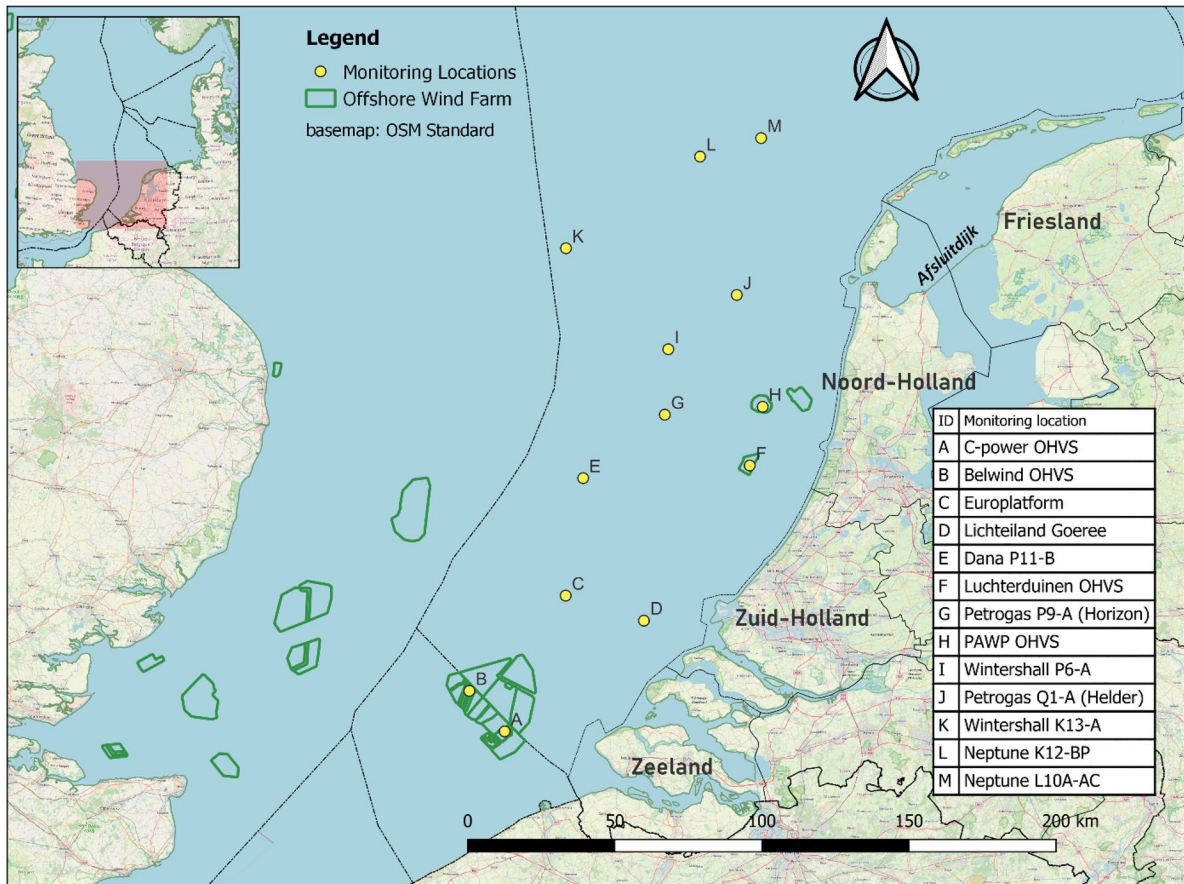 Legend
Monitoring Locations
Offshore Wind Farm
basemap: OSM Standard
M
L
K
J
I
H
G
F
E
C
D
B
A
Friesland
Afsluitdijk
Noord-Holland
Zuid-Holland
Zeeland
ID Monitoring location
A C-power OHVS
B Belwind OHVS
C Europlatform
D Lichteiland Goeree
E Dana P11-B
F Luchterduinen OHVS
G Petrogas P9-A (Horizon)
H PAWP OHVS
I Wintershall P6-A
J Petrogas Q1-A (Helder)
K Wintershall K13-A
L Neptune K12-BP
M Neptune L10A-AC
0 50 100 150 200 km